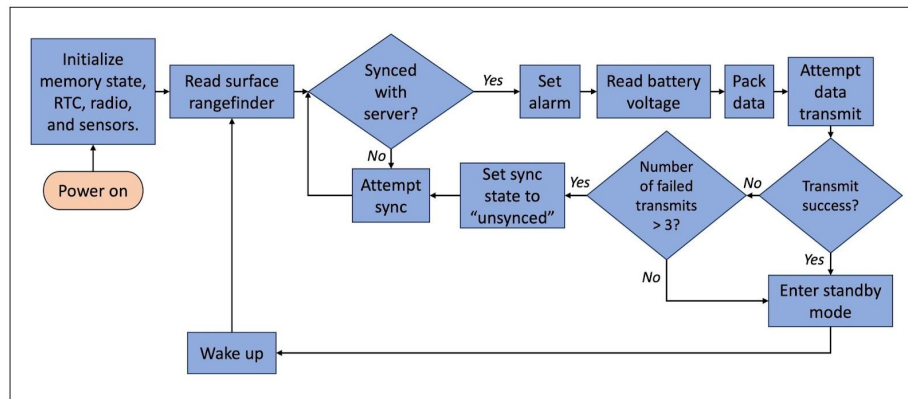 Initialize
memory state,
RTC, radio,
and sensors.
Power on
Read surface
rangefinder
Synced
with
server?
Yes
No
Attempt
sync
Set
alarm
Read battery
voltage
Pack
data
Attempt
data
transmit
Transmit
success?
No
Yes
Number
of failed
transmits
> 3?
Yes
No
Set sync
state to
“unsynced”
Enter standby
mode
Wake up